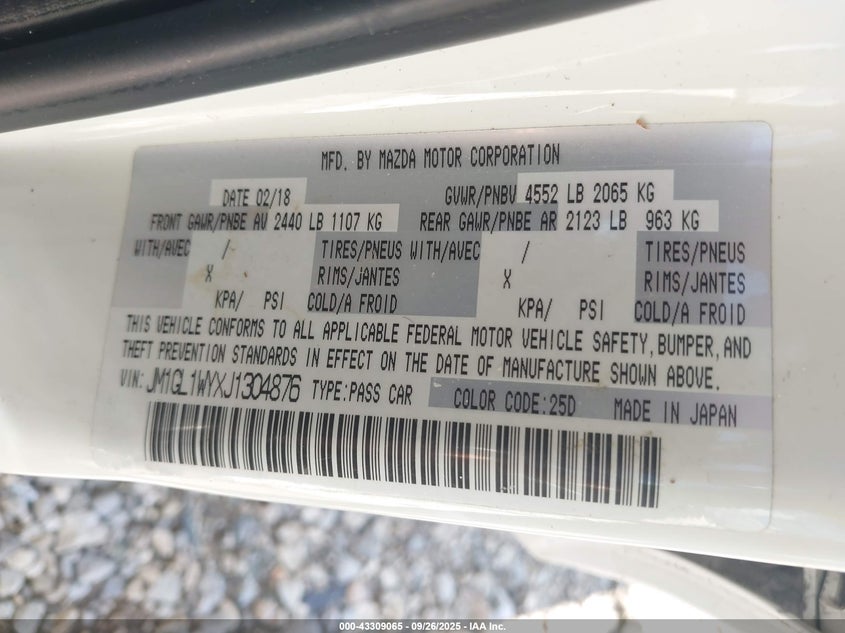 MFD. BY MAZDA MOTOR CORPORATION
DATE 02/18 GVWR/PNBV 4552 LB 2065 KG
FRONT GAWR/PNBE AV 2440 LB 1107 KG REAR GAWR/PNBE AR 2123 LB 963 KG
WITH/AVEC / TIRES/PNEUS WITH/AVEC / TIRES/PNEUS
X RIMS/JANTES X RIMS/JANTES
KPA/ PSI COLD/A FROID KPA/ PSI COLD/A FROID
THIS VEHICLE CONFORMS TO ALL APPLICABLE FEDERAL MOTOR VEHICLE SAFETY, BUMPER, AND
THEFT PREVENTION STANDARDS IN EFFECT ON THE DATE OF MANUFACTURE SHOWN ABOVE.
VIN: JM1GL1WYXJ1304876 TYPE:PASS CAR COLOR CODE:25D MADE IN JAPAN
000-43309065 - 09/26/2025 - IAA Inc.